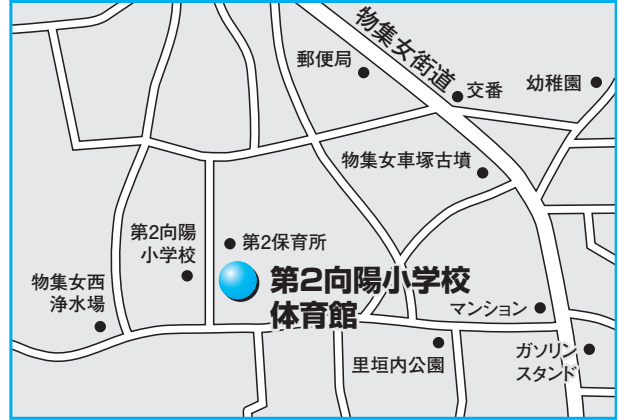 物集女街道
郵便局
交番
幼稚園
物集女車塚古墳
第2向陽
小学校
第2保育所
物集女西
浄水場
第2向陽小学校
体育館
マンション
里垣内公園
ガソリン
スタンド